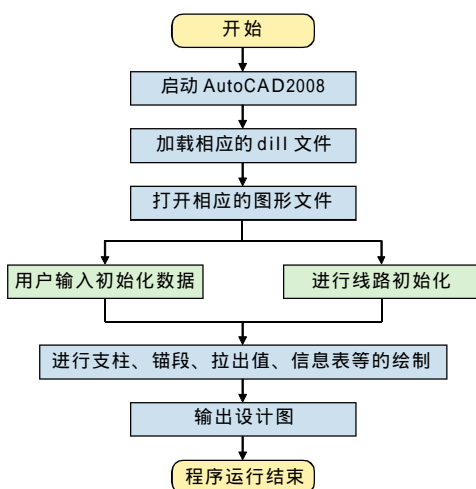 开始
启动 AutoCAD2008
加载相应的 dill 文件
打开相应的图形文件
用户输入初始化数据
进行线路初始化
进行支柱、锚段、拉出值、信息表等的绘制
输出设计图
程序运行结束